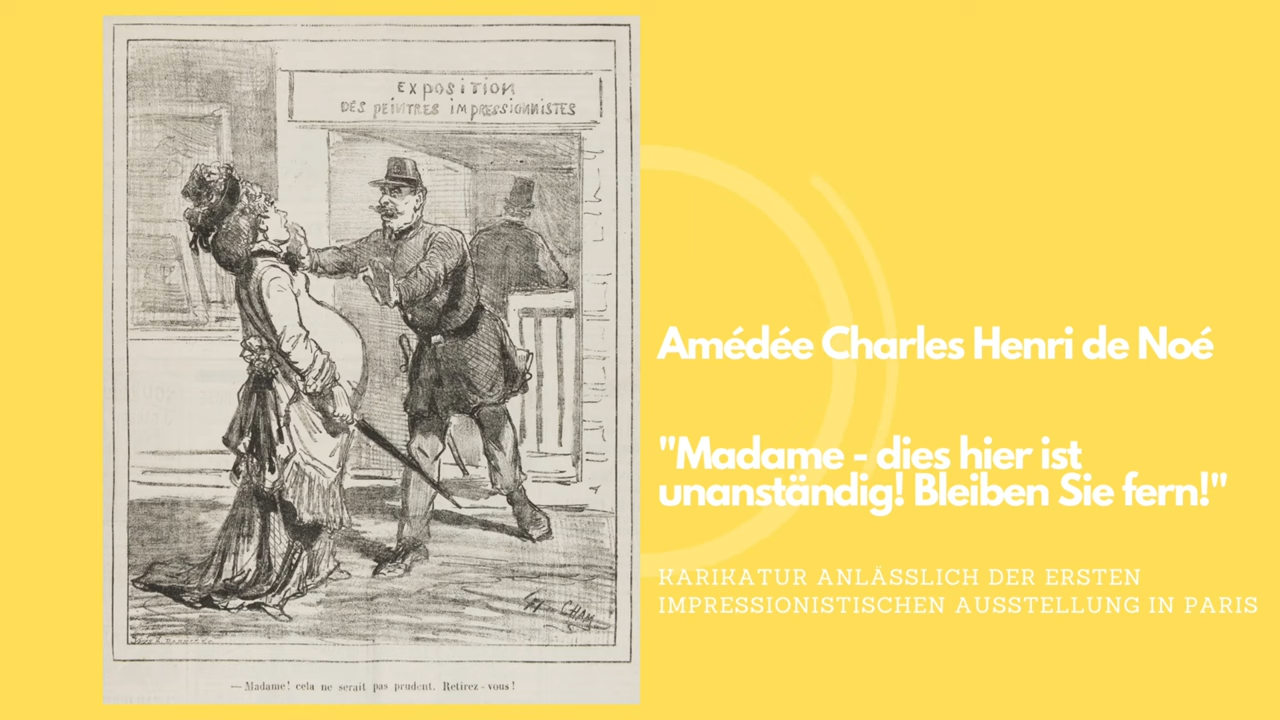 EXPOSITION
DES PEINTRES IMPRESSIONNISTES
CHAM
— Madame! cela ne serait pas prudent. Retirez-vous!
Amédée Charles Henri de Noé
"Madame - dies hier ist
unanständig! Bleiben Sie fern!"
KARIKATUR ANLÄSSLICH DER ERSTEN
IMPRESSIONISTISCHEN AUSSTELLUNG IN PARIS